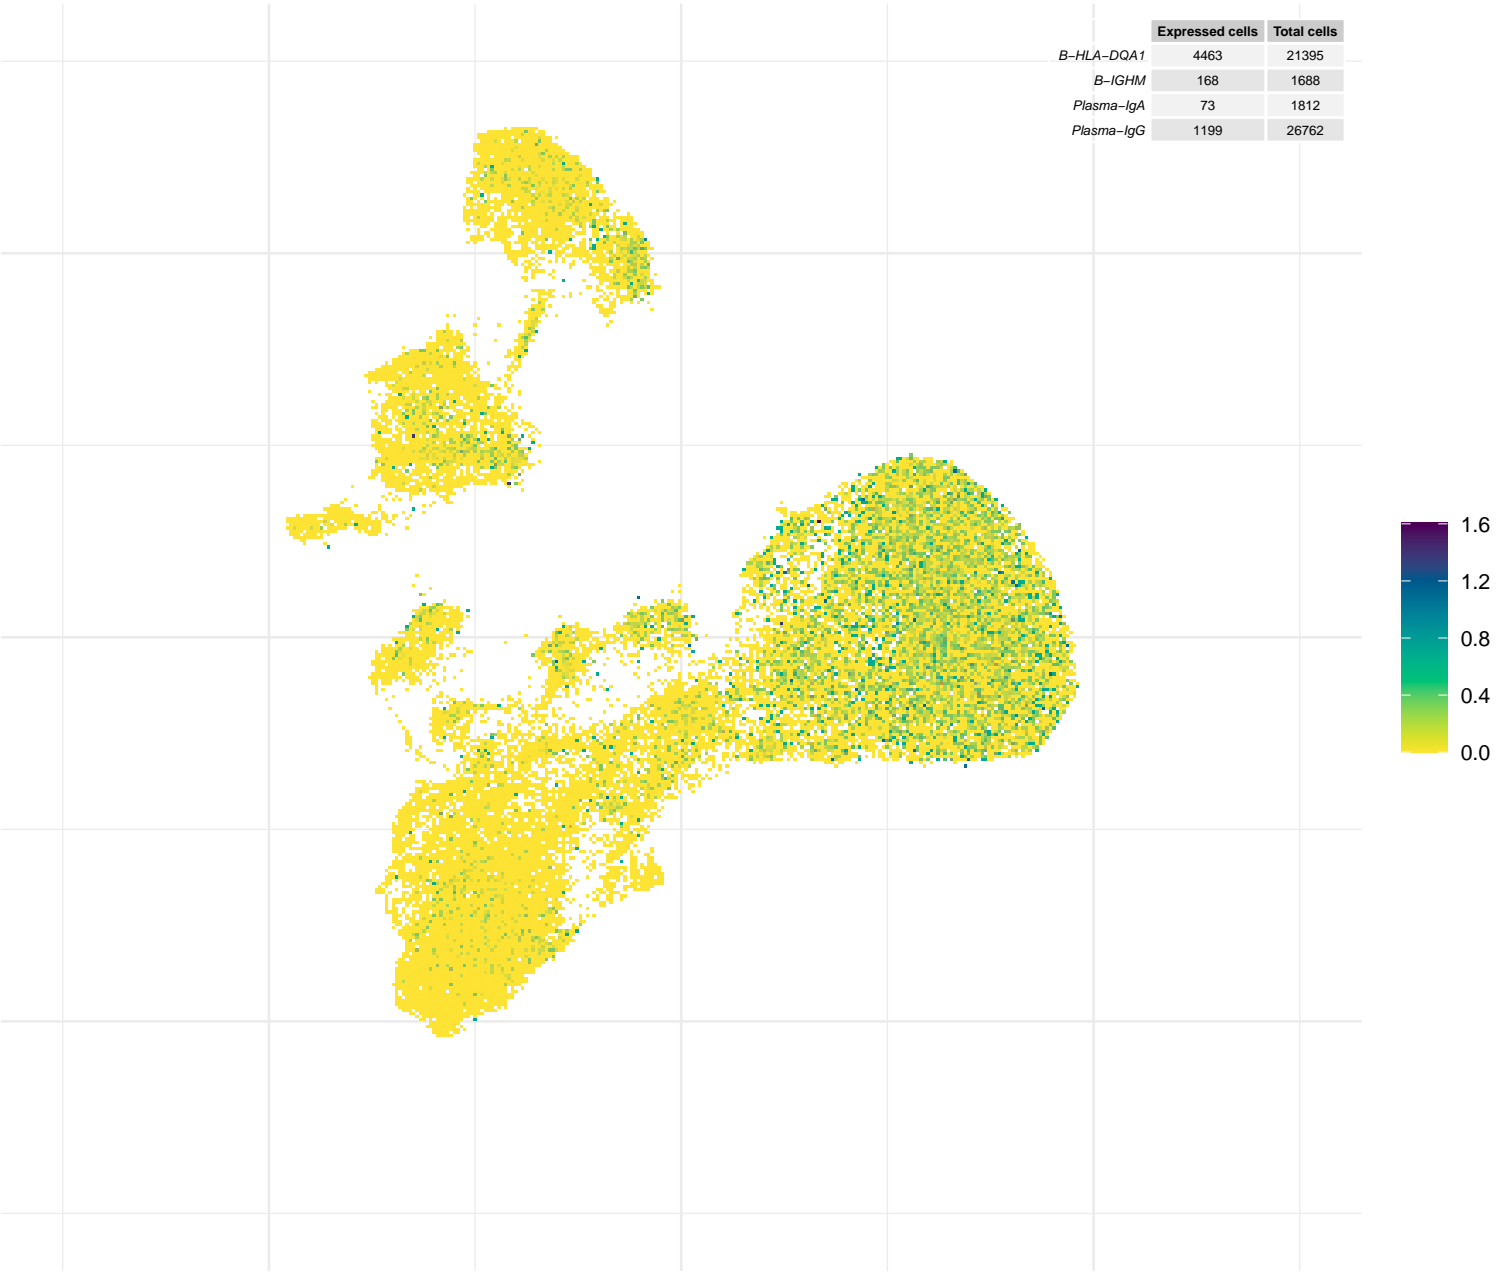 Expressed cells Total cells
B−HLA−DQA1 4463 21395
B−IGHM 168 1688
Plasma−IgA 73 1812
Plasma−IgG 1199 26762
1.6
1.2
0.8
0.4
0.0